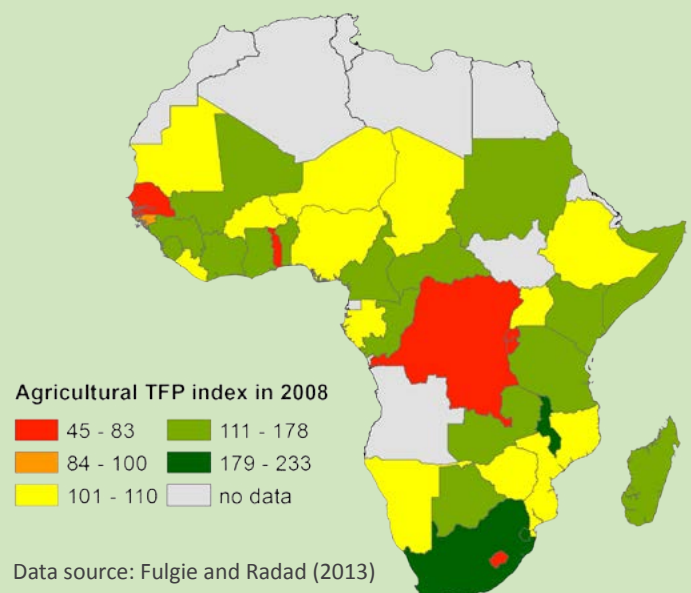 Agricultural TFP index in 2008
45 - 83
111 - 178
84 - 100
179 - 233
101 - 110
no data
Data source: Fulgie and Radad (2013)